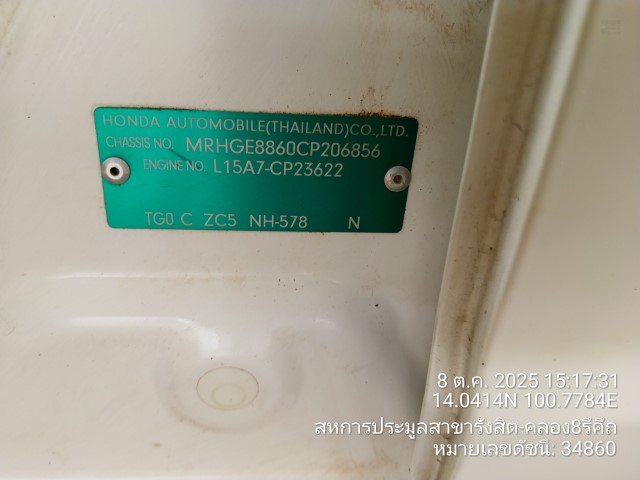 HONDA AUTOMOBILE(THAILAND)CO.,LTD.
CHASSIS NO. MRHGE8860CP206856
ENGINE NO. L15A7-CP23622
TG0 C ZC5 NH-578 N
8 ต.ค. 2025 15:17:31
14.0414N 100.7784E
สหการประมูลสาขารังสิต-คลอง8รีคีถ
หมายเลขดัชนี: 34860